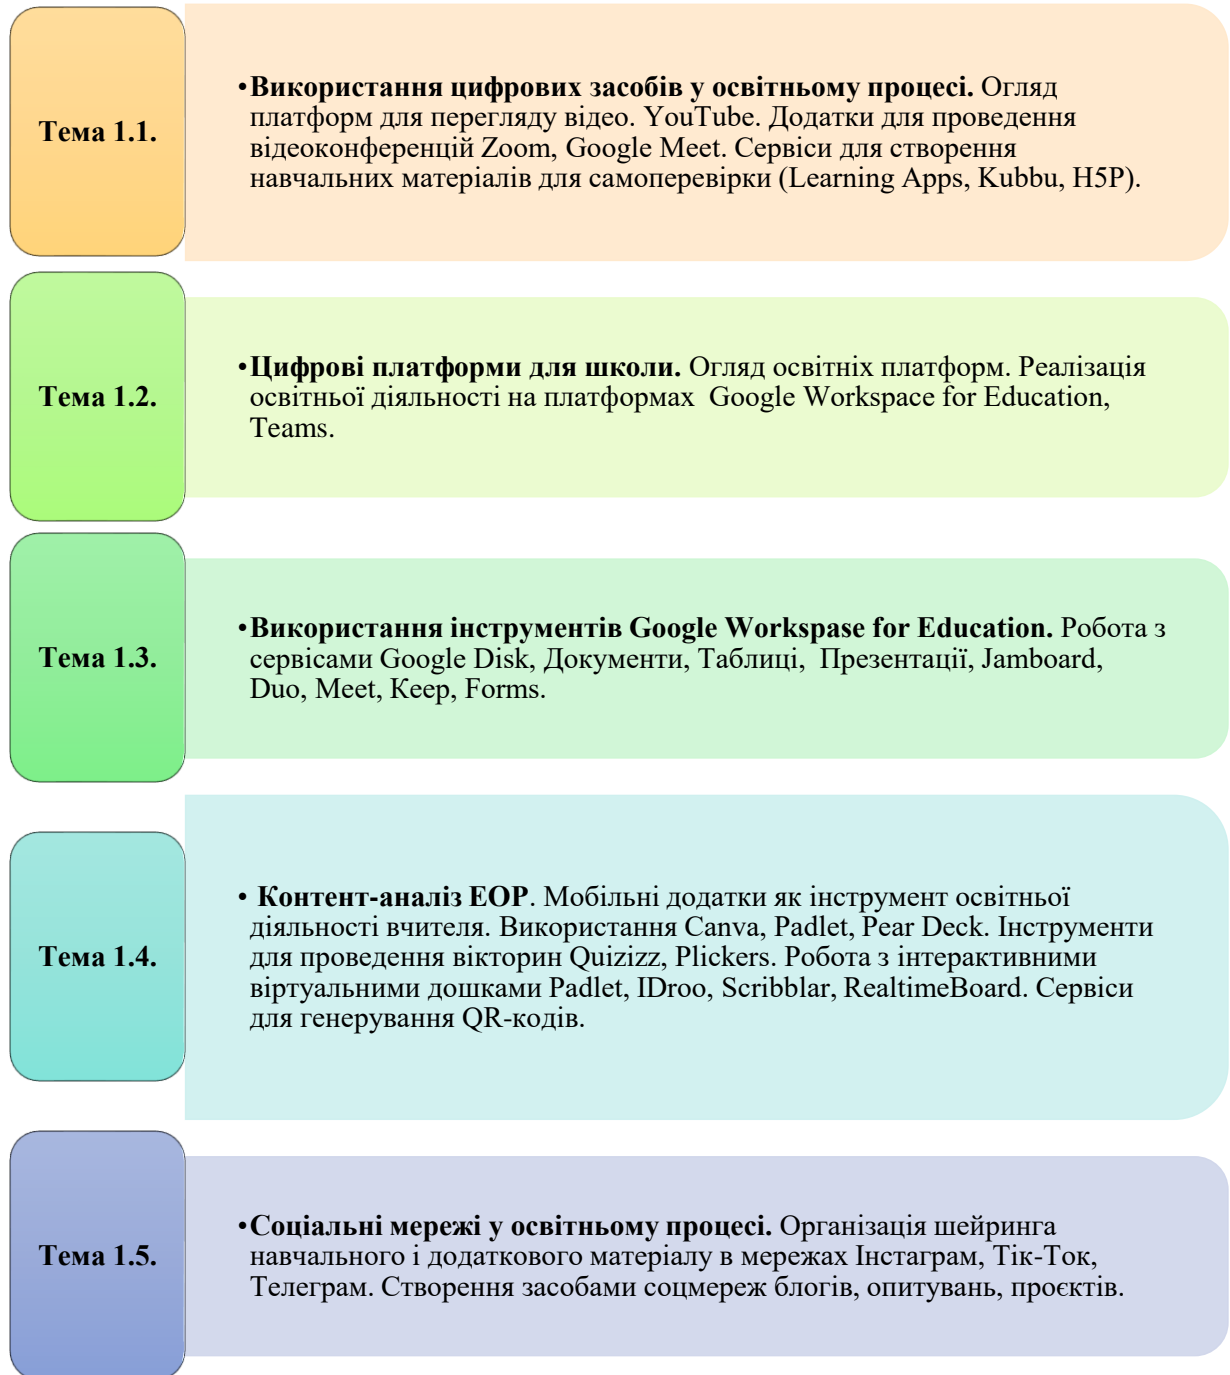 Тема 1.1.
•Використання цифрових засобів у освітньому процесі. Огляд
платформ для перегляду відео. YouTube. Додатки для проведення
відеоконференцій Zoom, Google Meet. Сервіси для створення
навчальних матеріалів для самоперевірки (Learning Apps, Kubbu, H5P).
Тема 1.2.
•Цифрові платформи для школи. Огляд освітніх платформ. Реалізація
освітньої діяльності на платформах  Google Workspace for Education,
Teams.
Тема 1.3.
•Використання інструментів Google Workspase for Education. Робота з
сервісами Google Disk, Документи, Таблиці,  Презентації, Jamboard,
Duo, Meet, Keep, Forms.
Тема 1.4.
• Контент-аналіз ЕОР. Мобільні додатки як інструмент освітньої
діяльності вчителя. Використання Canva, Padlet, Pear Deck. Інструменти
для проведення вікторин Quizizz, Plickers. Робота з інтерактивними
віртуальними дошками Padlet, IDroo, Scribblar, RealtimeBoard. Сервіси
для генерування QR-кодів.
Тема 1.5.
•Соціальні мережі у освітньому процесі. Організація шейринга
навчального і додаткового матеріалу в мережах Інстаграм, Тік-Ток,
Телеграм. Створення засобами соцмереж блогів, опитувань, проєктів.